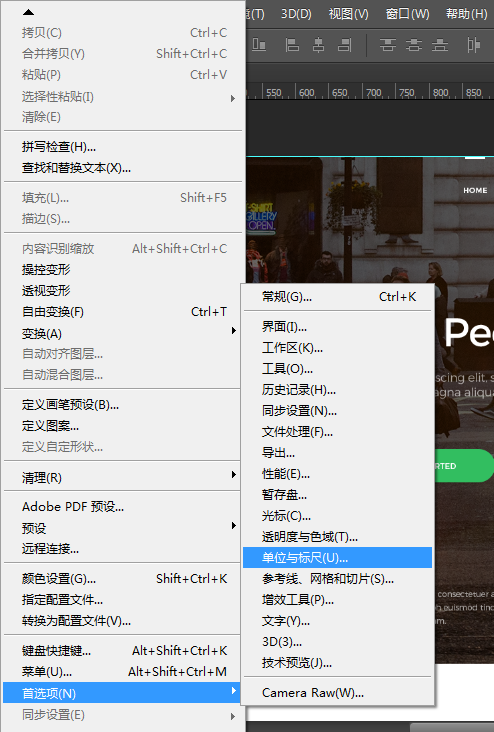 能(T) 3D(D) 视图(V) 窗口(W) 帮助(H)
拷贝(C) Ctrl+C
合并拷贝(Y) Shift+Ctrl+C
粘贴(P) Ctrl+V
选择性粘贴(I)
清除(E)
拼写检查(H)...
查找和替换文本(X)...
填充(L)... Shift+F5
描边(S)...
内容识别缩放 Alt+Shift+Ctrl+C
操控变形
透视变形
自由变换(F) Ctrl+T
变换(A)
自动对齐图层...
自动混合图层...
定义画笔预设(B)...
定义图案...
定义自定形状...
清理(R)
Adobe PDF 预设...
预设
远程连接...
颜色设置(G)... Shift+Ctrl+K
指定配置文件...
转换为配置文件(V)...
键盘快捷键... Alt+Shift+Ctrl+K
菜单(U)... Alt+Shift+Ctrl+M
首选项(N)
同步设置(E)
常规(G)... Ctrl+K
界面(I)...
工作区(K)...
工具(O)...
历史记录(H)...
同步设置(N)...
文件处理(F)...
导出...
性能(E)...
暂存盘...
光标(C)...
透明度与色域(T)...
单位与标尺(U)...
参考线、网格和切片(S)...
增效工具(P)...
文字(Y)...
3D(3)...
技术预览(J)...
Camera Raw(W)...
550 600 650 700 750 800 850
HOME
T-SHIRT
GALLERY
OPEN
Pe
scing elit, s
agna aliqua
RTED
consectetuer a
h euismod tinc
m.